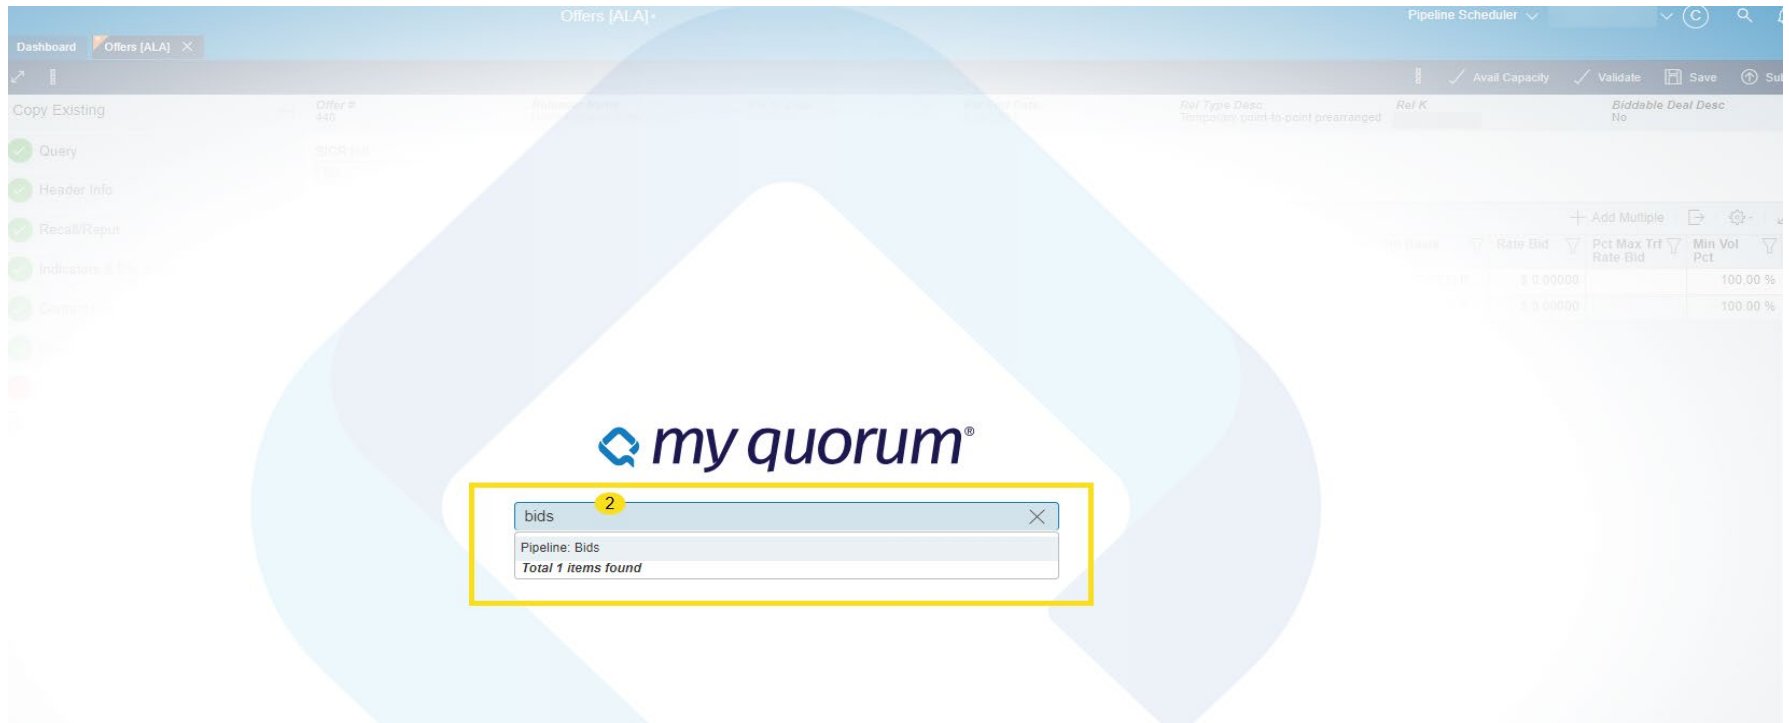 Offers [ALA]
Pipeline Scheduler
C
Dashboard
Offers [ALA]
Avail Capacity
Validate
Save
Copy Existing
Offer #
440
Rel Type Desc
Temporary point-to-point prearranged
Rel K
Biddable Deal Desc
No
Query
Header Info
Recall/Reput
Add Multiple
Rate Bid
Pct Max Trf
Rate Bid
Min Vol
Pct
$ 0.00000
100.00 %
$ 0.00000
100.00 %
my quorum®
2
bids
Pipeline: Bids
Total 1 items found